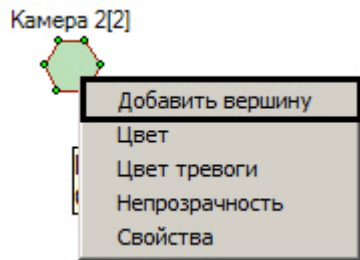 Камера 2[2]
Добавить вершину
Цвет
Цвет тревоги
Непрозрачность
Свойства